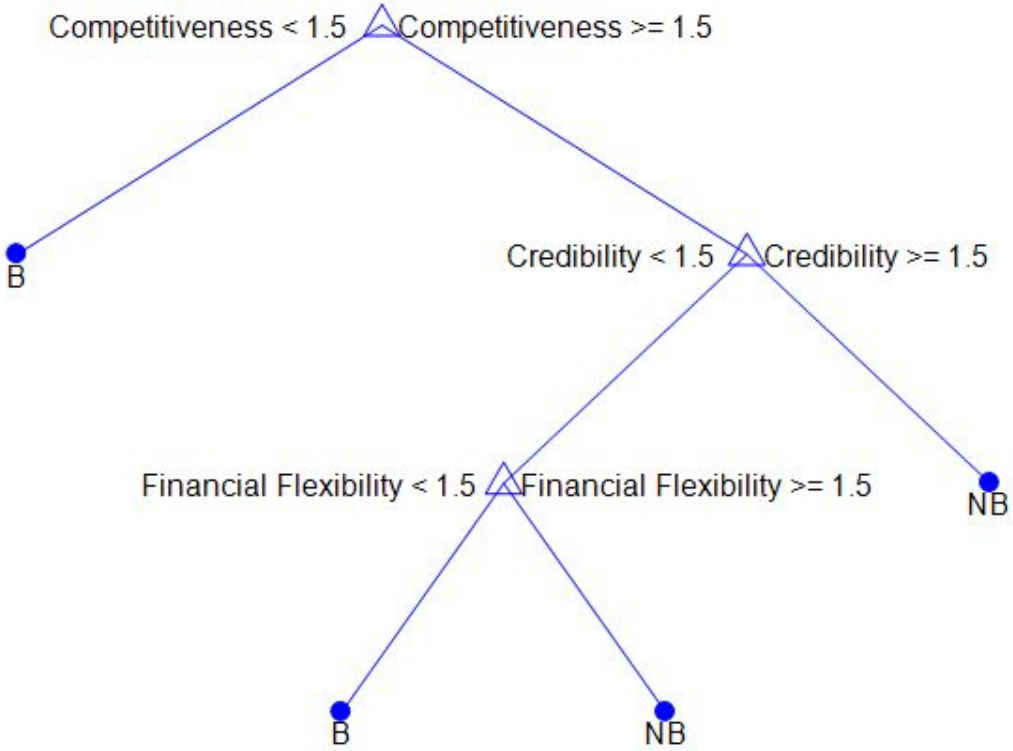 Competitiveness < 1.5 Competitiveness >= 1.5
Credibility < 1.5 Credibility >= 1.5
B
Financial Flexibility < 1.5 Financial Flexibility >= 1.5
NB
B
NB